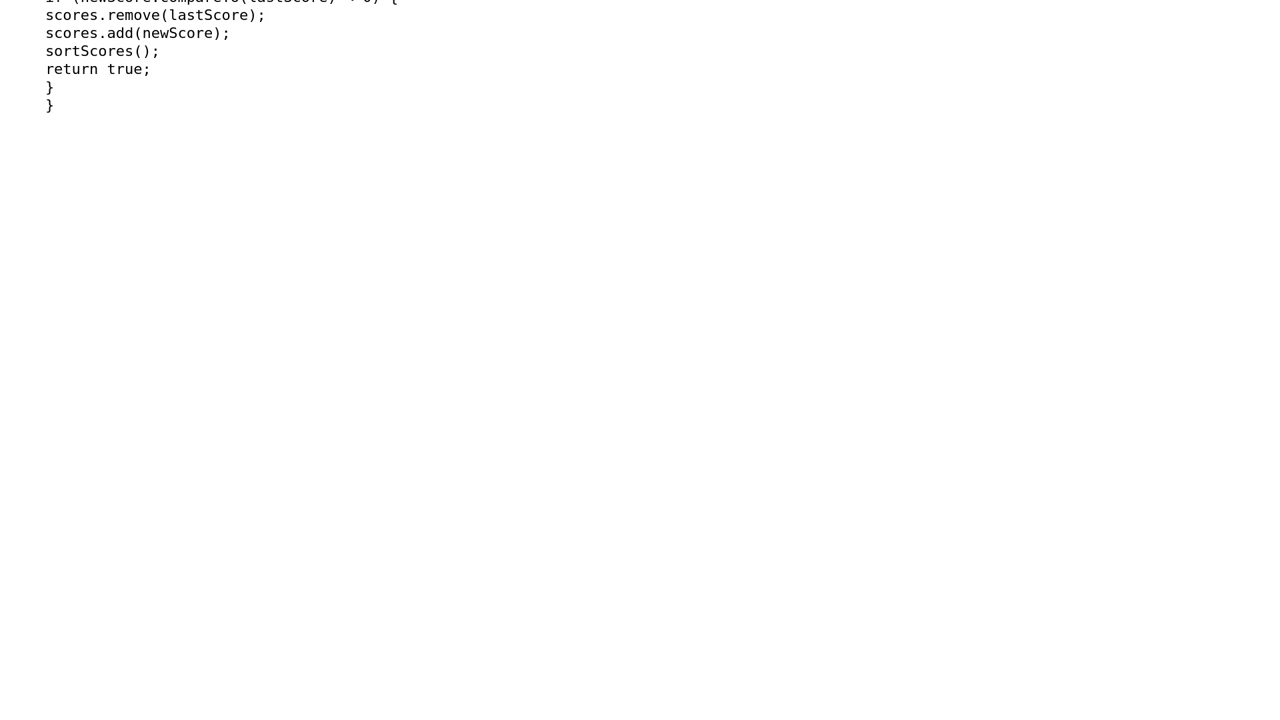 scores.remove(lastScore);
scores.add(newScore);
sortScores();
return true;
}
}